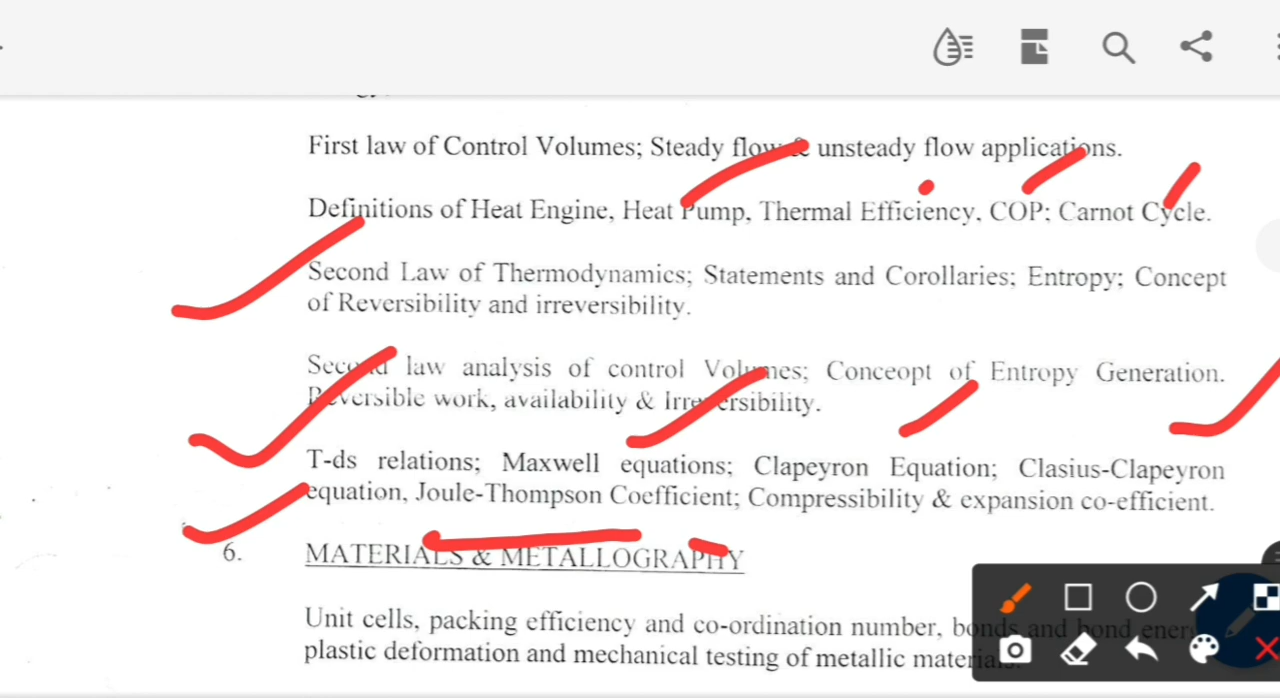 First law of Control Volumes; Steady flow & unsteady flow applications.
Definitions of Heat Engine, Heat Pump, Thermal Efficiency, COP; Carnot Cycle.
Second Law of Thermodynamics; Statements and Corollaries; Entropy; Concept
of Reversibility and irreversibility.
Second law analysis of control Volumes; Conceopt of Entropy Generation.
Reversible work, availability & Irreversibility.
T-ds relations; Maxwell equations; Clapeyron Equation; Clasius-Clapeyron
equation, Joule-Thompson Coefficient; Compressibility & expansion co-efficient.
6. MATERIALS & METALLOGRAPHY
Unit cells, packing efficiency and co-ordination number, bonds and bond
plastic deformation and mechanical testing of metallic materials.